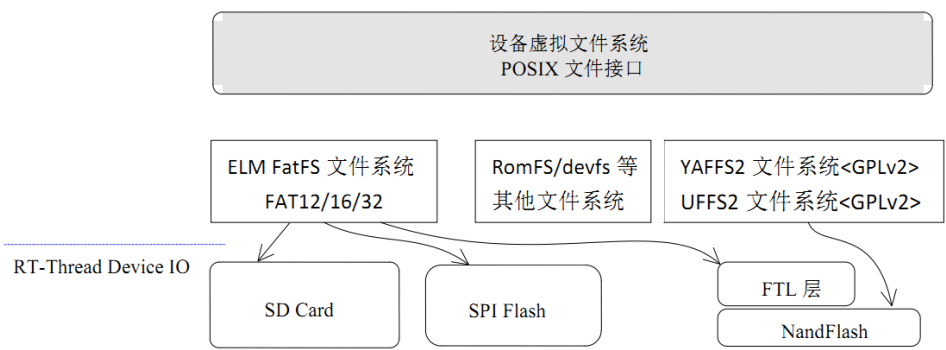 设备虚拟文件系统
POSIX 文件接口
ELM FatFS 文件系统
FAT12/16/32
RomFS/devfs 等
其他文件系统
YAFFS2 文件系统<GPLv2>
UFFS2 文件系统<GPLv2>
RT-Thread Device IO
SD Card
SPI Flash
FTL 层
NandFlash